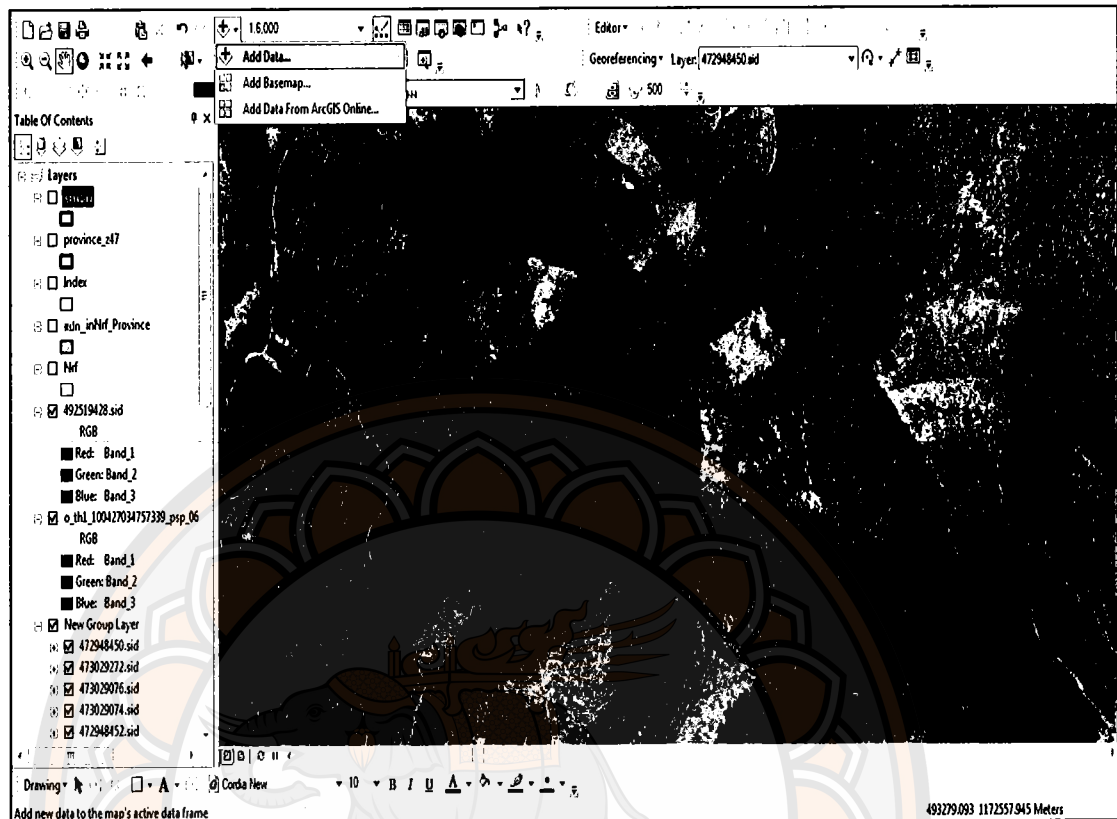 1:6,000
Editor
Add Data...
Georeferencing Layer: 472948450.sid
Add Basemap...
500
Add Data From ArcGIS Online...
Table Of Contents
Layers
province_z47
Index
Nrf
492519428.sid
RGB
Red: Band_1
Green: Band_2
Blue: Band_3
o_th1_100427034757339_psp_06
RGB
Red: Band_1
Green: Band_2
Blue: Band_3
New Group Layer
472948450.sid
473029272.sid
473029076.sid
473029074.sid
472948452.sid
Drawing A Cordia New 10 B I U A
Add new data to the map's active data frame
493279.093 1172557.945 Meters